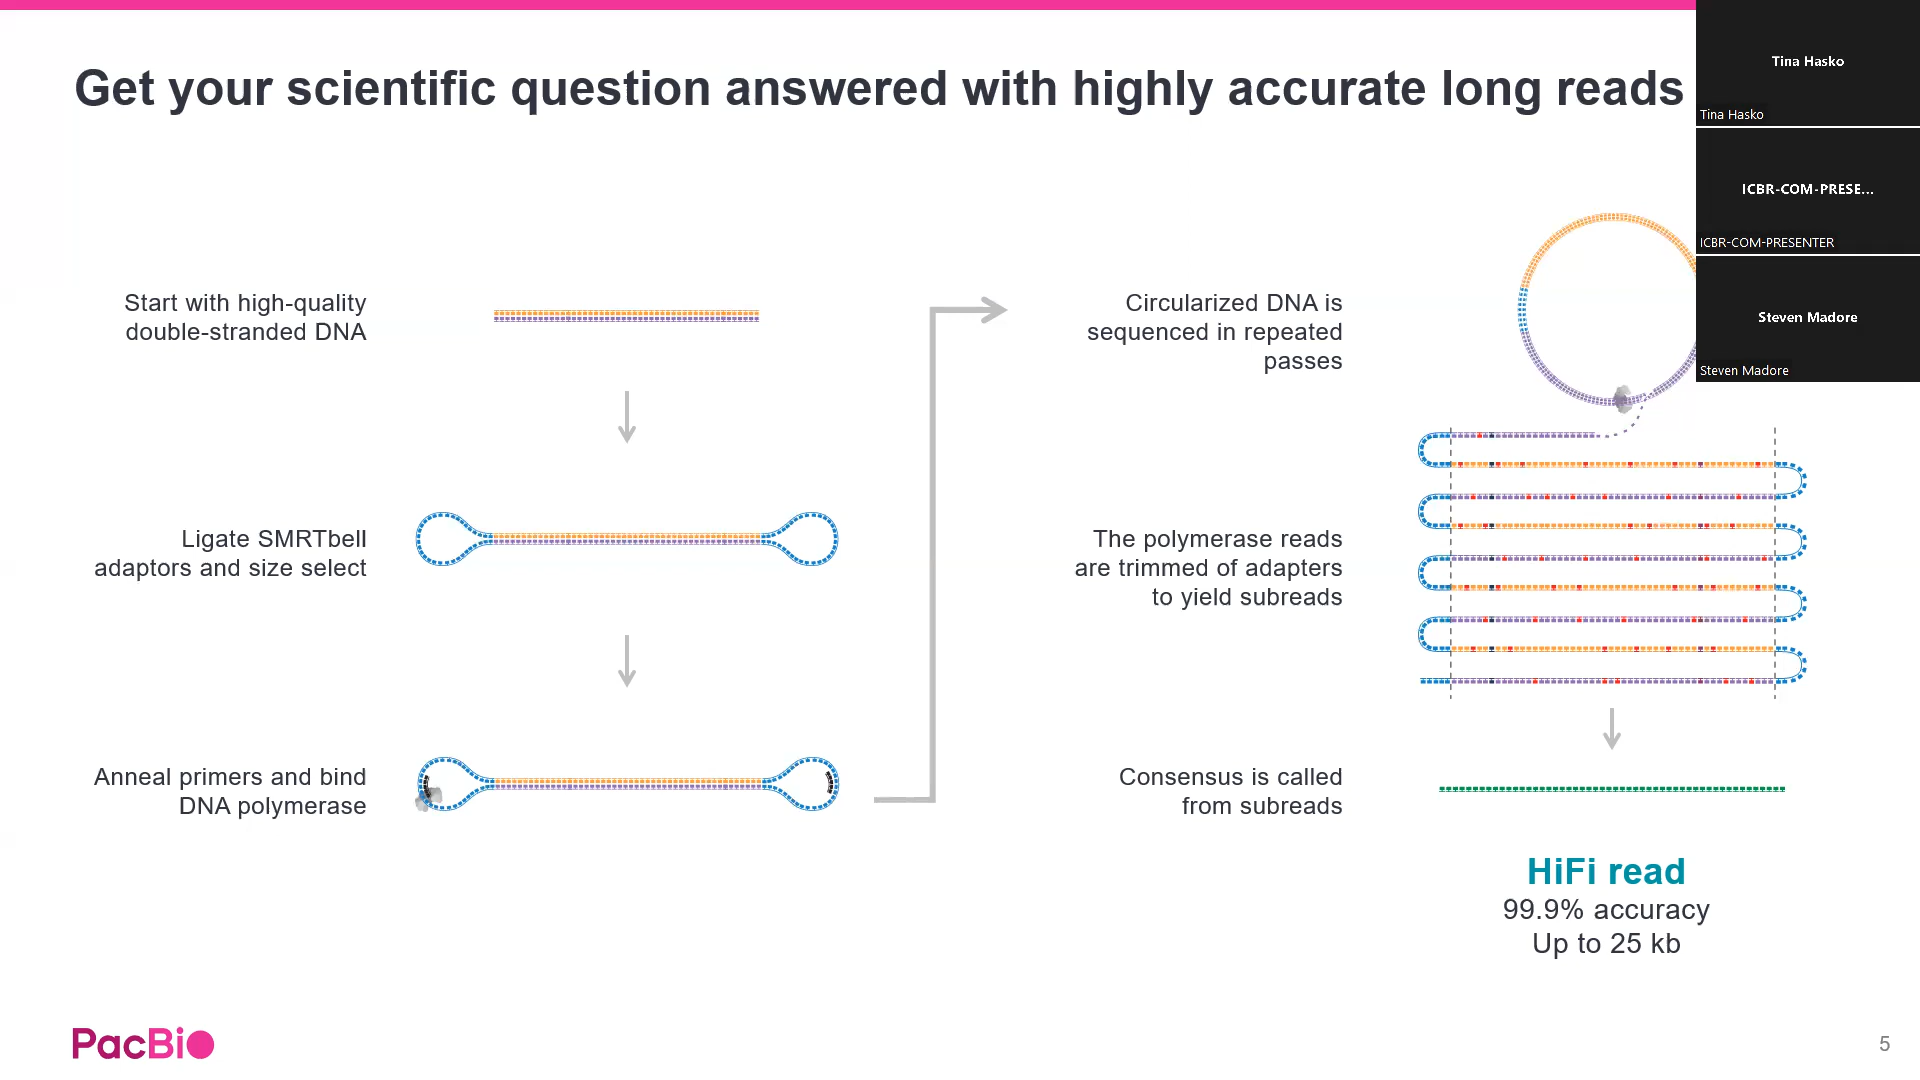 Get your scientific question answered with highly accurate long reads
Start with high-quality
double-stranded DNA
Ligate SMRTbell
adaptors and size select
Anneal primers and bind
DNA polymerase
Circularized DNA is
sequenced in repeated
passes
The polymerase reads
are trimmed of adapters
to yield subreads
Consensus is called
from subreads
HiFi read
99.9% accuracy
Up to 25 kb
Tina Hasko
Tina Hasko
ICBR-COM-PRESE...
ICBR-COM-PRESENTER
Steven Madore
Steven Madore
PacBio
5